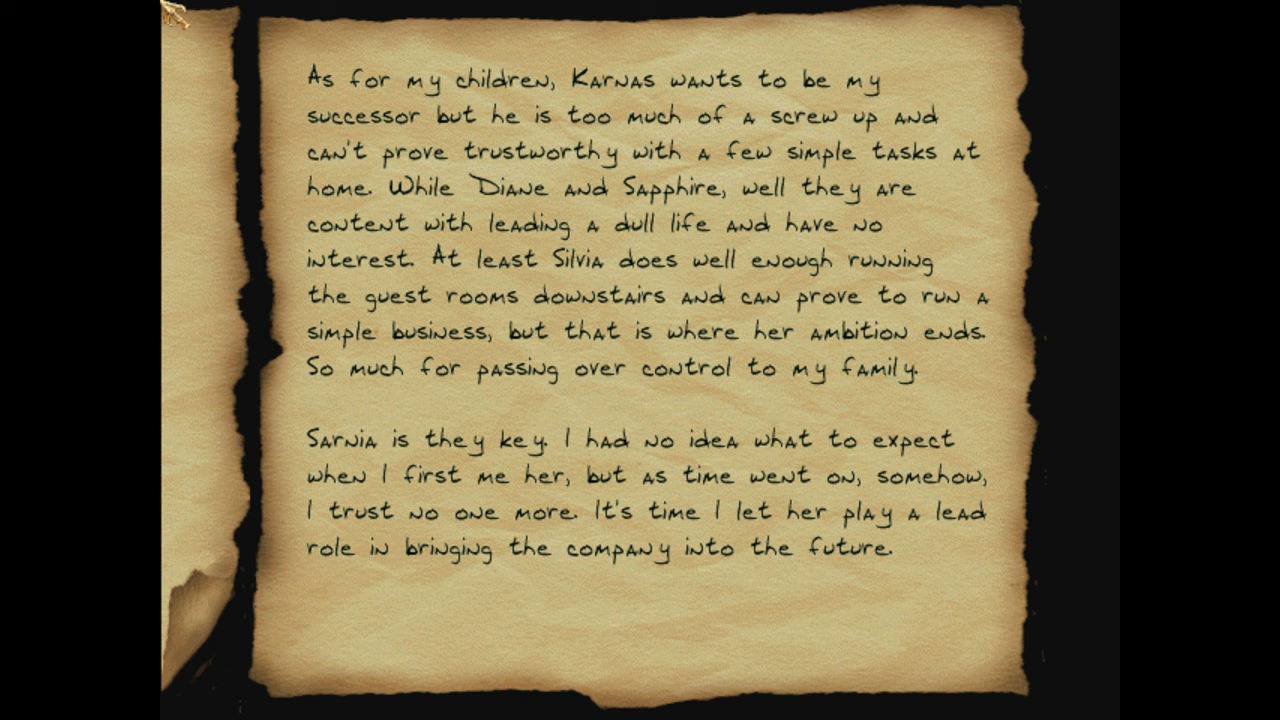 As for my children, Karnas wants to be my
successor but he is too much of a screw up and
can't prove trustworthy with a few simple tasks at
home. While Diane and Sapphire, well they are
content with leading a dull life and have no
interest. At least Silvia does well enough running
the guest rooms downstairs and can prove to run a
simple business, but that is where her ambition ends.
So much for passing over control to my family.
Sarnia is they key. I had no idea what to expect
when I first me her, but as time went on, somehow,
I trust no one more. It's time I let her play a lead
role in bringing the company into the future.